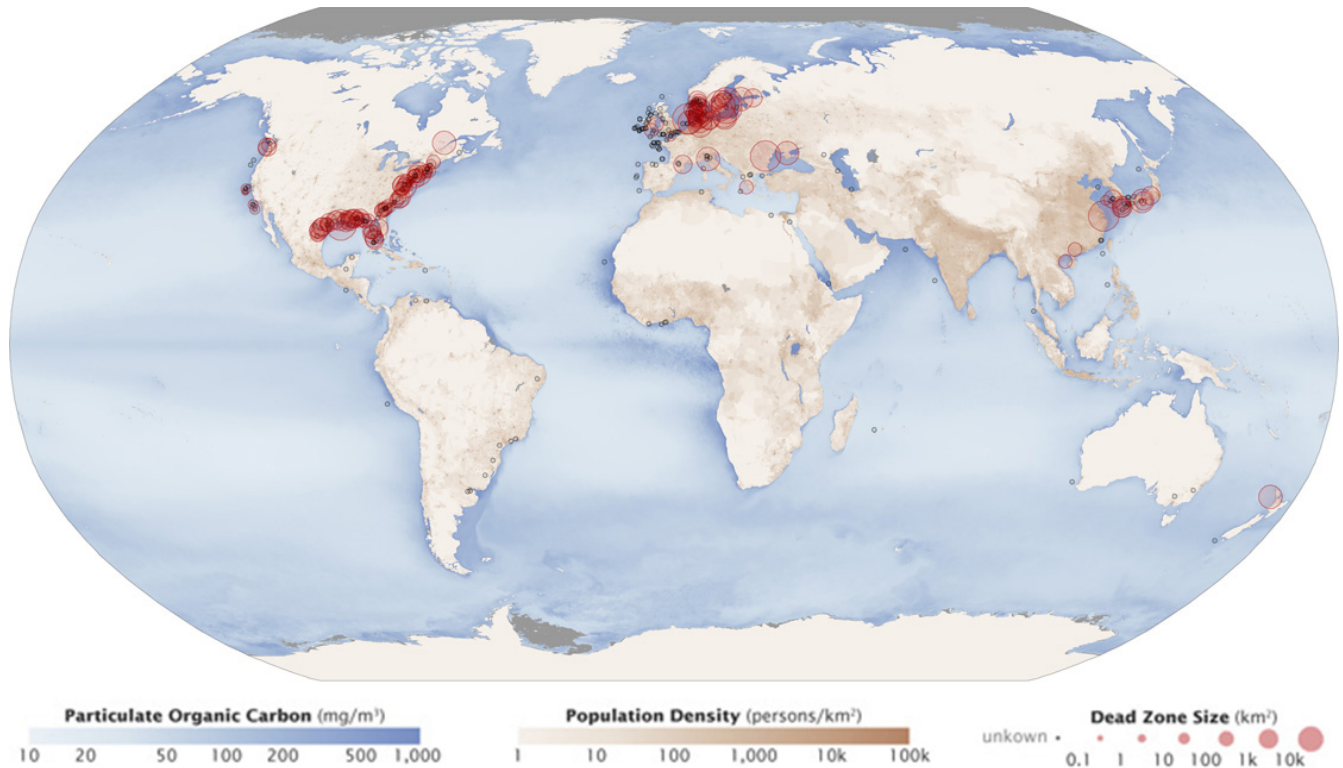 Particulate Organic Carbon (mg/m³)
10 20 50 100 200 500 1,000
Population Density (persons/km²)
1 10 100 1,000 10k 100k
Dead Zone Size (km²)
unkown
0.1 1 10 100 1k 10k